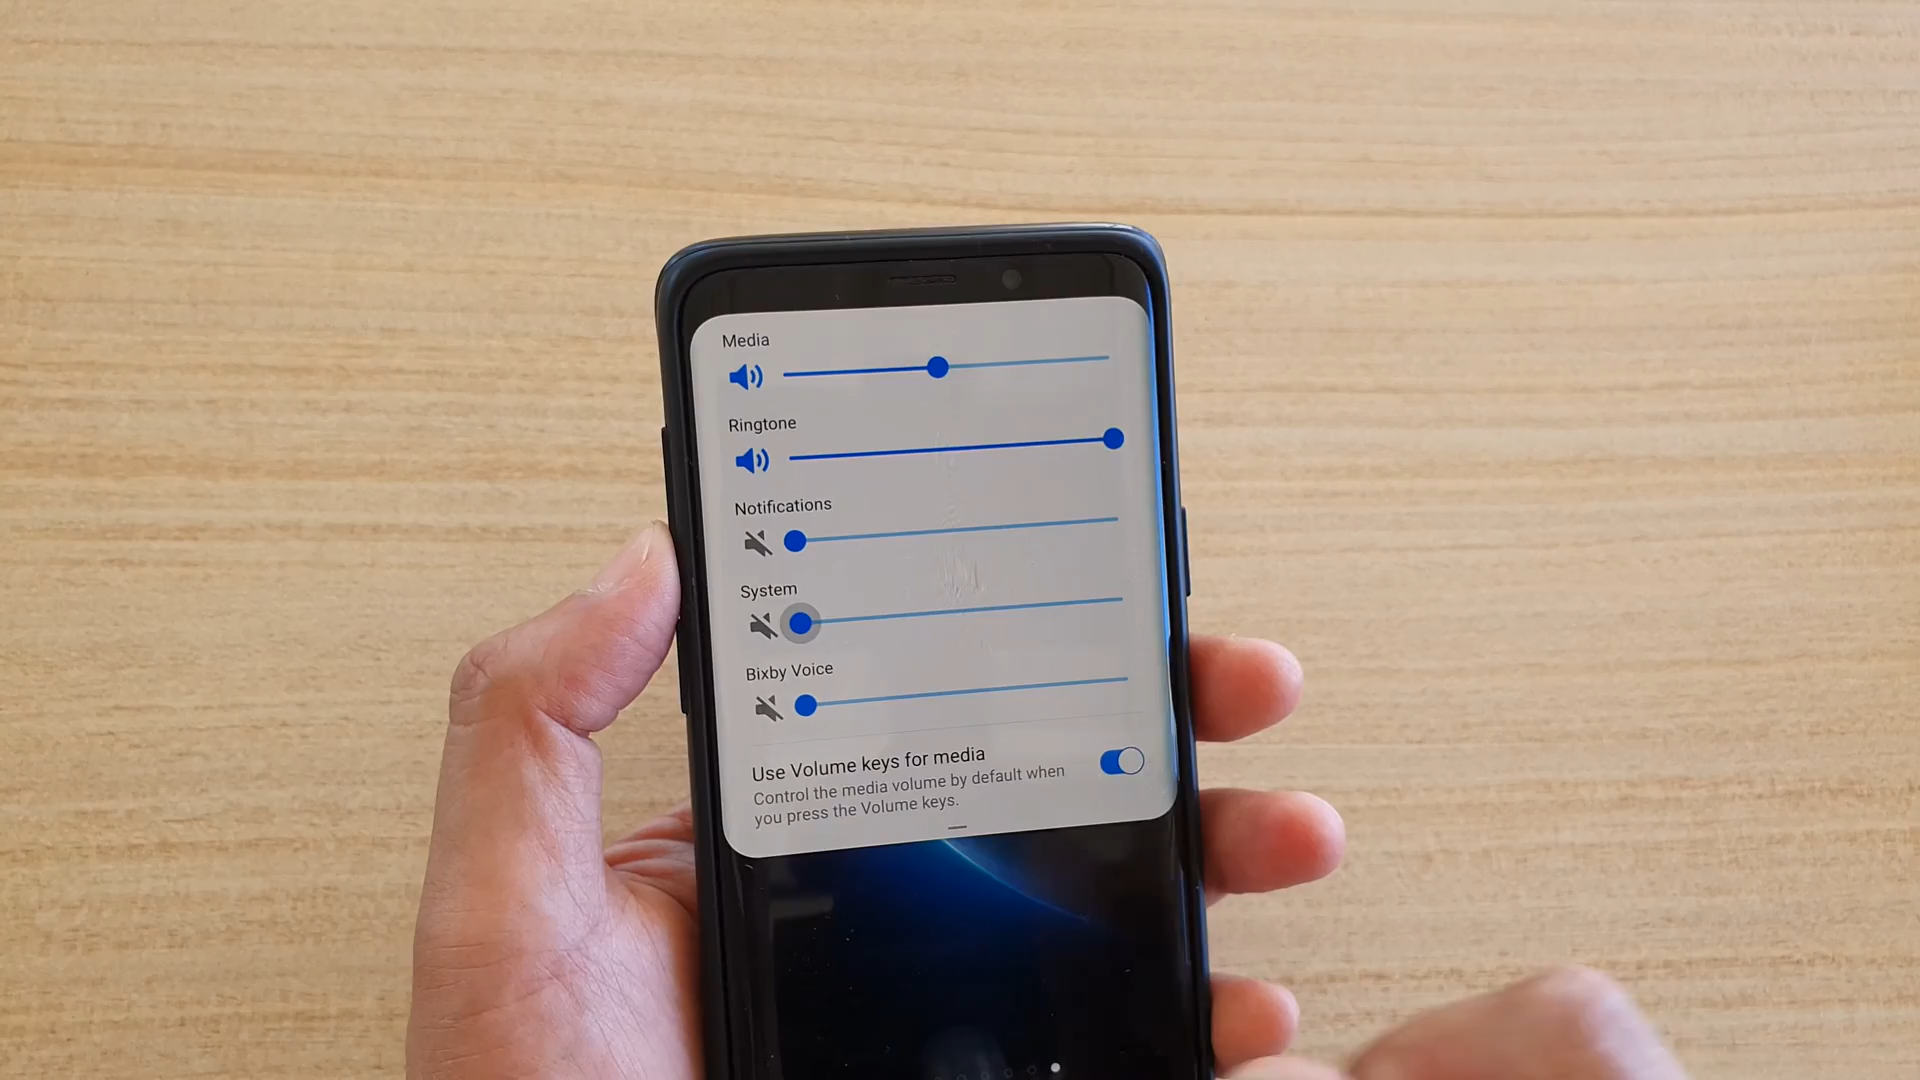 Media
Ringtone
Notifications
System
Bixby Voice
Use Volume keys for media
Control the media volume by default when
you press the Volume keys.